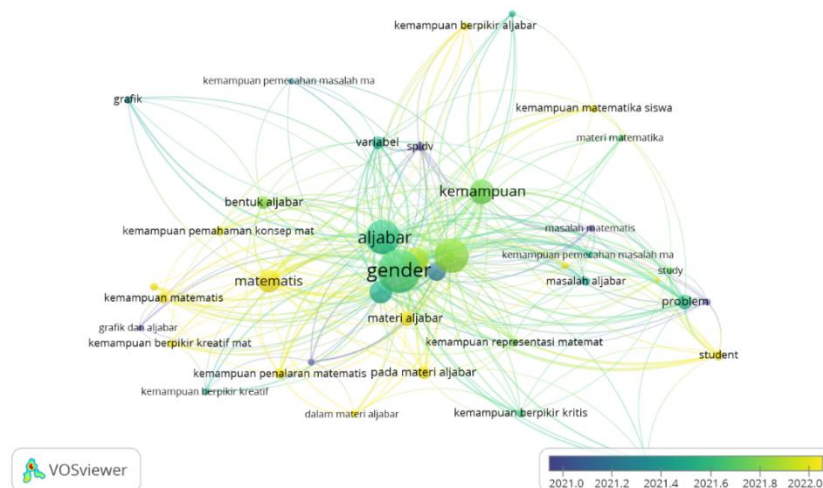 kemampuan berpikir aljabar
kemampuan pemecahan masalah ma
grafik
kemampuan matematika siswa
variabel
spldv
materi matematika
kemampuan
bentuk aljabar
kemampuan pemahaman konsep mat
aljabar
masalah matematis
kemampuan pemecahan masalah ma
gender
study
matematis
masalah aljabar
kemampuan matematis
problem
materi aljabar
grafik dan aljabar
kemampuan berpikir kreatif mat
kemampuan representasi matemat
student
kemampuan penalaran matematis
pada materi aljabar
kemampuan berpikir kreatif
dalam materi aljabar
kemampuan berpikir kritis
VOSviewer
2021.0 2021.2 2021.4 2021.6 2021.8 2022.0